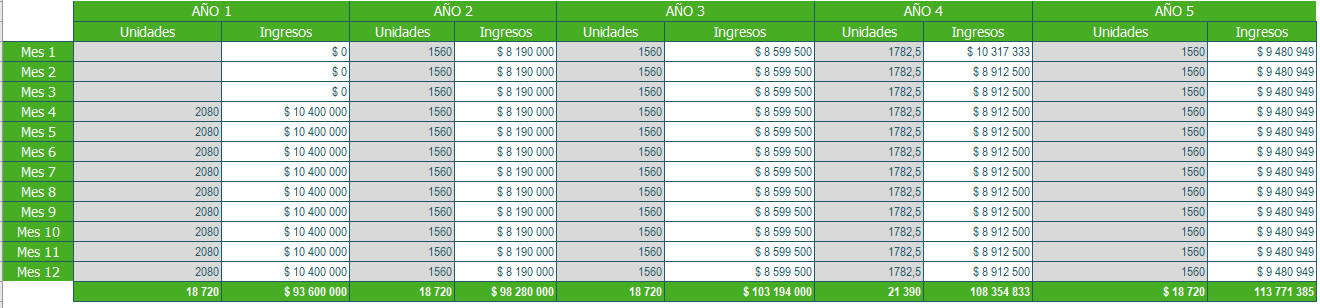 AÑO 1 AÑO 2 AÑO 3 AÑO 4 AÑO 5
Unidades Ingresos Unidades Ingresos Unidades Ingresos Unidades Ingresos Unidades Ingresos
Mes 1 $ 0 1560 $ 8 190 000 1560 $ 8 599 500 1782,5 $ 10 317 333 1560 $ 9 480 949
Mes 2 $ 0 1560 $ 8 190 000 1560 $ 8 599 500 1782,5 $ 8 912 500 1560 $ 9 480 949
Mes 3 $ 0 1560 $ 8 190 000 1560 $ 8 599 500 1782,5 $ 8 912 500 1560 $ 9 480 949
Mes 4 2080 $ 10 400 000 1560 $ 8 190 000 1560 $ 8 599 500 1782,5 $ 8 912 500 1560 $ 9 480 949
Mes 5 2080 $ 10 400 000 1560 $ 8 190 000 1560 $ 8 599 500 1782,5 $ 8 912 500 1560 $ 9 480 949
Mes 6 2080 $ 10 400 000 1560 $ 8 190 000 1560 $ 8 599 500 1782,5 $ 8 912 500 1560 $ 9 480 949
Mes 7 2080 $ 10 400 000 1560 $ 8 190 000 1560 $ 8 599 500 1782,5 $ 8 912 500 1560 $ 9 480 949
Mes 8 2080 $ 10 400 000 1560 $ 8 190 000 1560 $ 8 599 500 1782,5 $ 8 912 500 1560 $ 9 480 949
Mes 9 2080 $ 10 400 000 1560 $ 8 190 000 1560 $ 8 599 500 1782,5 $ 8 912 500 1560 $ 9 480 949
Mes 10 2080 $ 10 400 000 1560 $ 8 190 000 1560 $ 8 599 500 1782,5 $ 8 912 500 1560 $ 9 480 949
Mes 11 2080 $ 10 400 000 1560 $ 8 190 000 1560 $ 8 599 500 1782,5 $ 8 912 500 1560 $ 9 480 949
Mes 12 2080 $ 10 400 000 1560 $ 8 190 000 1560 $ 8 599 500 1782,5 $ 8 912 500 1560 $ 9 480 949
18 720 $ 93 600 000 18 720 $ 98 280 000 18 720 $ 103 194 000 21 390 108 354 833 $ 18 720 113 771 385